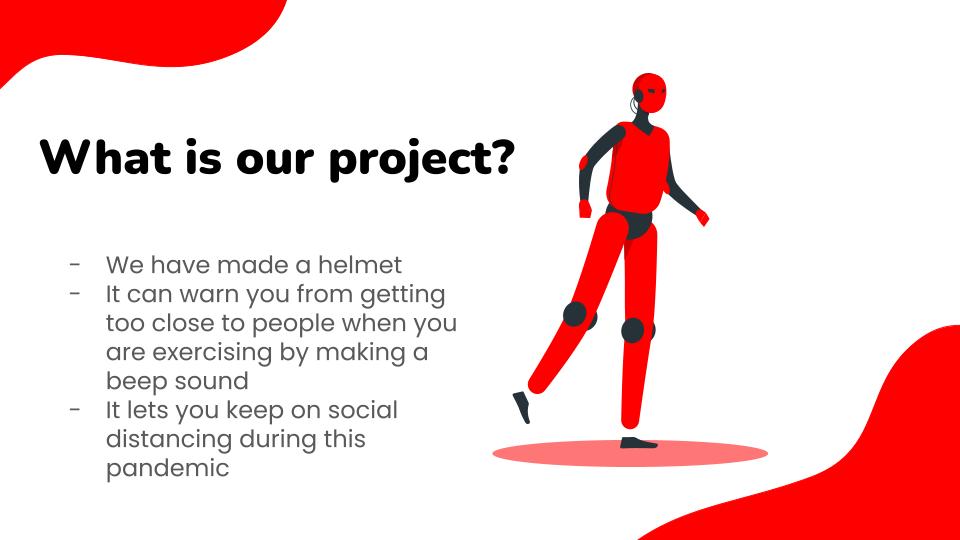 What is our project?
- We have made a helmet
- It can warn you from getting
too close to people when you
are exercising by making a
beep sound
- It lets you keep on social
distancing during this
pandemic